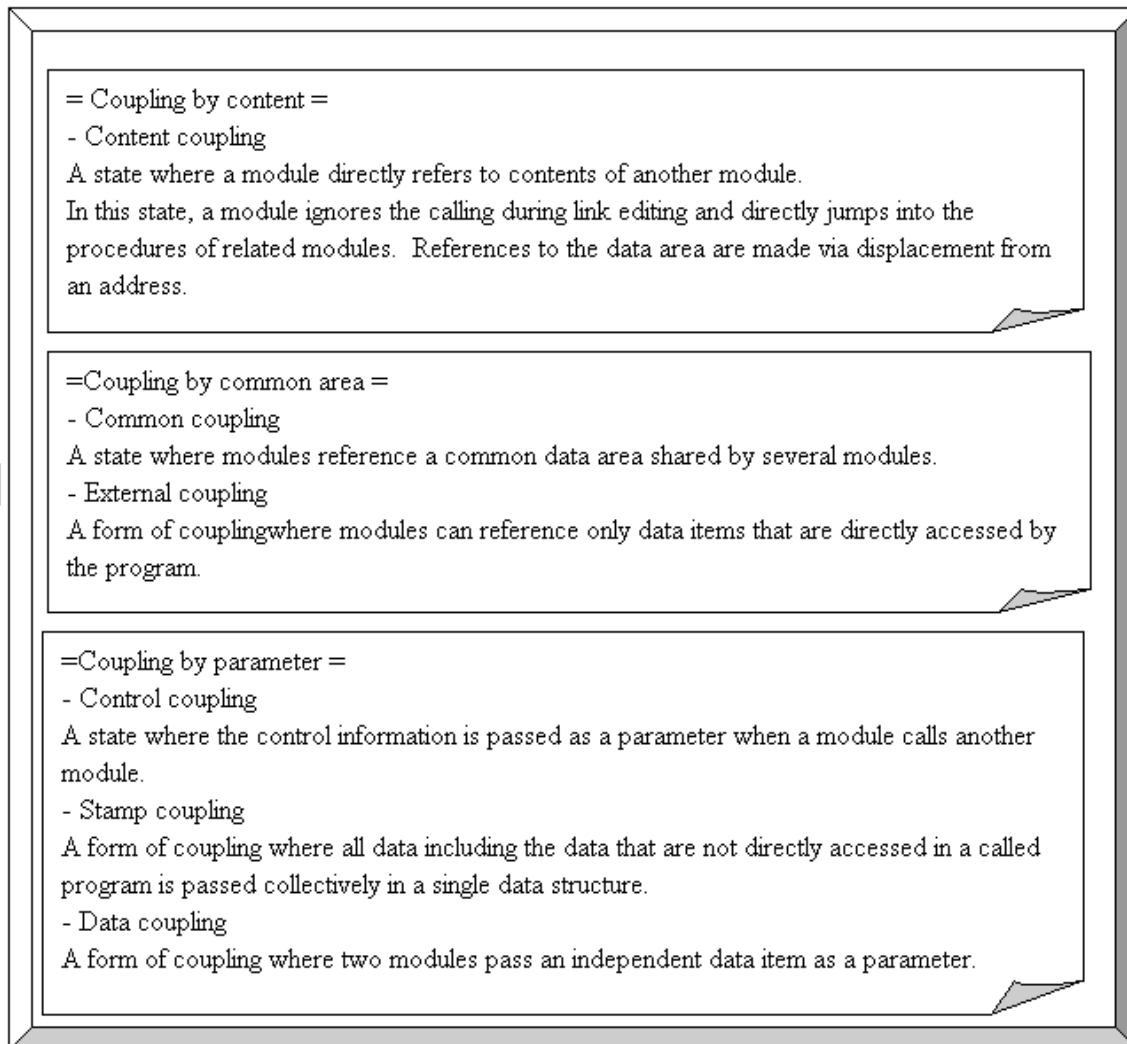 = Coupling by content =
- Content coupling
A state where a module directly refers to contents of another module.
In this state, a module ignores the calling during link editing and directly jumps into the
procedures of related modules.  References to the data area are made via displacement from
an address.
=Coupling by common area =
- Common coupling
A state where modules reference a common data area shared by several modules.
- External coupling
A form of couplingwhere modules can reference only data items that are directly accessed by
the program.
=Coupling by parameter =
- Control coupling
A state where the control information is passed as a parameter when a module calls another
module.
- Stamp coupling
A form of coupling where all data including the data that are not directly accessed in a called
program is passed collectively in a single data structure.
- Data coupling
A form of coupling where two modules pass an independent data item as a parameter.